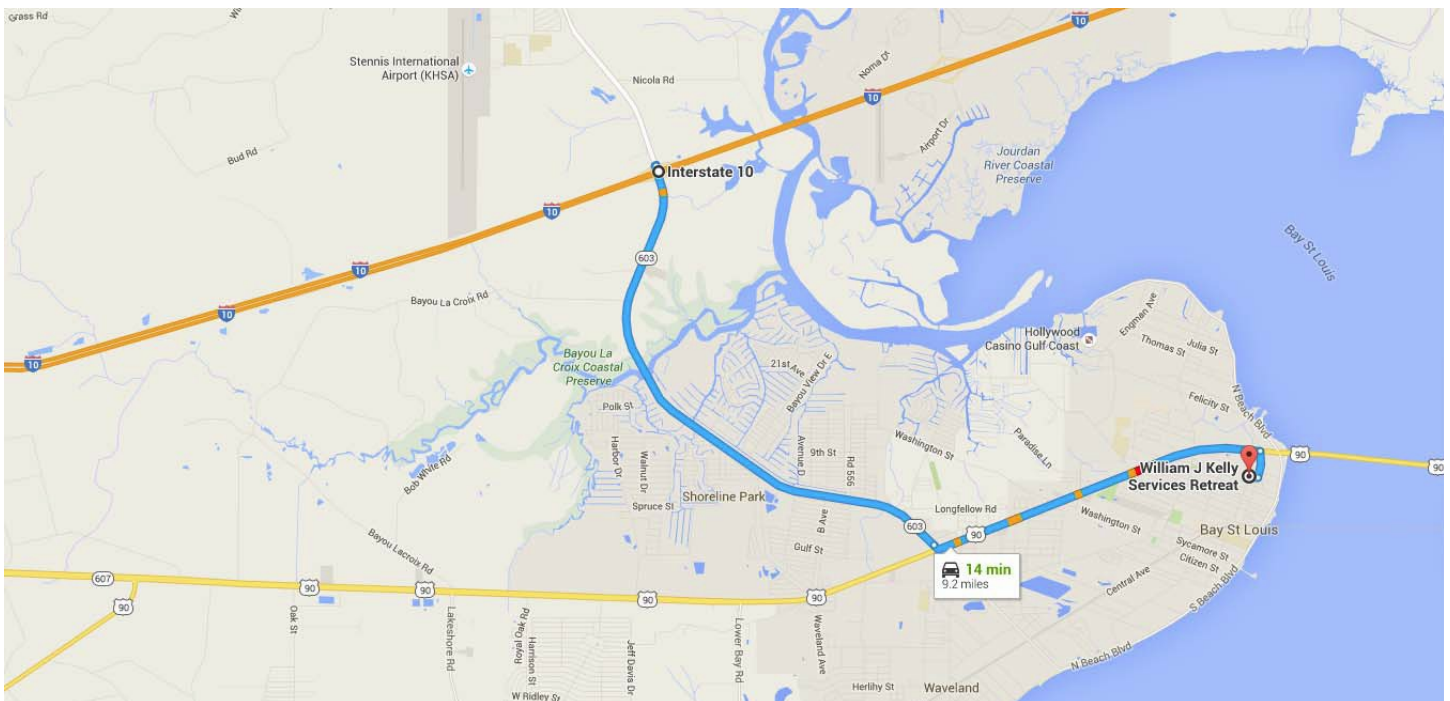 Grass Rd
Stennis International
Airport (KHSA)
Nicola Rd
Noma Dr
10
10
Airport Dr
Jourdan
River Coastal
Preserve
Bud Rd
Interstate 10
10
Bay St Louis
603
10
Bayou La Croix Rd
10
Hollywood
Casino Gulf Coast
Engman Ave
Thomas St
Julia St
Bayou La
Croix Coastal
Preserve
21st Ave
Bayou View Dr E
10
N Beach Blvd
Felicity St
Polk St
Harbor Dr
Walnut Dr
Avenue D
9th St
Rd 556
Washington St
Paradise Ln
90
90
Bob White Rd
William J Kelly
Services Retreat
Shoreline Park
Spruce St
B Ave
Longfellow Rd
Washington St
Bay St Louis
603
90
Gulf St
Sycamore St
Citizen St
Bayou Lacroix Rd
14 min
9.2 miles
Central Ave
S Beach Blvd
607
90
90
90
90
90
Oak St
Lakeshore Rd
Royal Oak Rd
Harrison St
Jeff Davis Dr
Lower Bay Rd
Waveland Ave
N Beach Blvd
W Ridley St
Herlihy St
Waveland